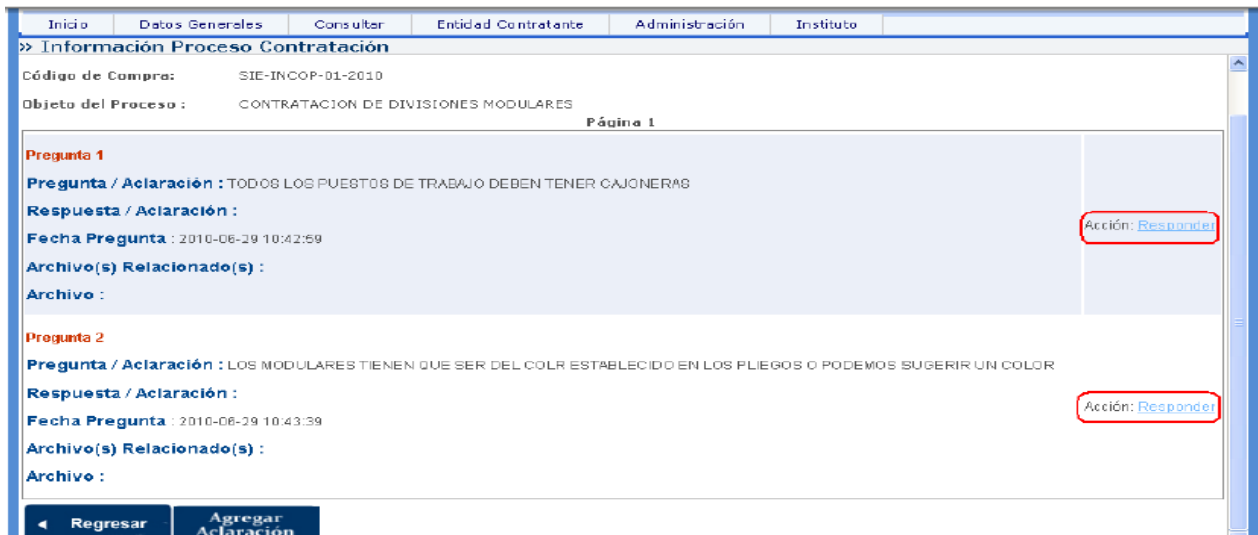 Inicio Datos Generales Consultar Entidad Contratante Administración Instituto
» Información Proceso Contratación
Código de Compra: SIE-INCOP-01-2010
Objeto del Proceso : CONTRATACION DE DIVISIONES MODULARES
Página 1
Pregunta 1
Pregunta / Aclaración : TODOS LOS PUESTOS DE TRABAJO DEBEN TENER CAJONERAS
Respuesta / Aclaración :
Fecha Pregunta : 2010-06-29 10:42:59
Archivo(s) Relacionado(s) :
Archivo :
Acción: Responder
Pregunta 2
Pregunta / Aclaración : LOS MODULARES TIENEN QUE SER DEL COLR ESTABLECIDO EN LOS PLIEGOS O PODEMOS SUGERIR UN COLOR
Respuesta / Aclaración :
Fecha Pregunta : 2010-06-29 10:43:39
Archivo(s) Relacionado(s) :
Archivo :
Acción: Responder
Regresar
Agregar
Aclaración